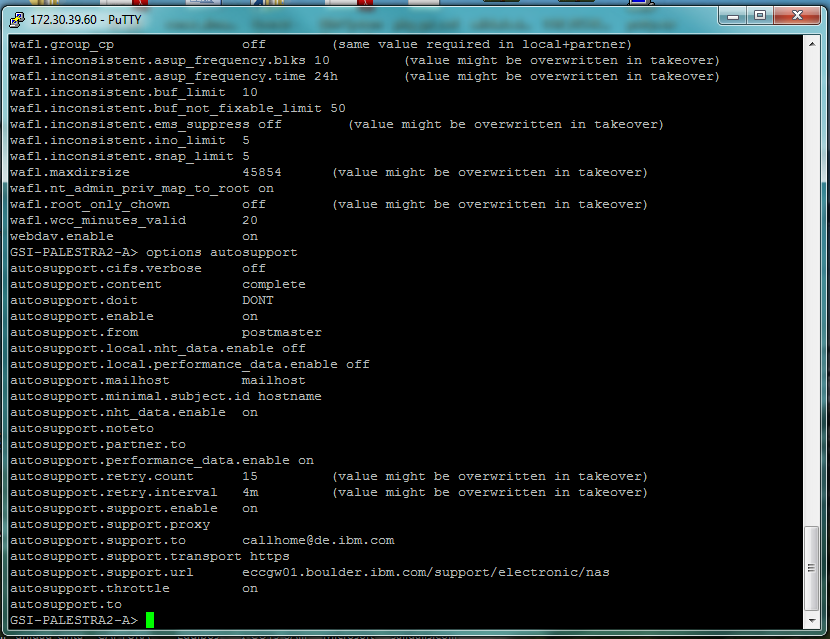 172.30.39.60 - PuTTY
wafl.group_cp off (same value required in local+partner)
wafl.inconsistent.asup_frequency.blks 10 (value might be overwritten in takeover)
wafl.inconsistent.asup_frequency.time 24h (value might be overwritten in takeover)
wafl.inconsistent.buf_limit 10
wafl.inconsistent.buf_not_fixable_limit 50
wafl.inconsistent.ems_suppress off (value might be overwritten in takeover)
wafl.inconsistent.ino_limit 5
wafl.inconsistent.snap_limit 5
wafl.maxdirsize 45854 (value might be overwritten in takeover)
wafl.nt_admin_priv_map_to_root on
wafl.root_only_chown off (value might be overwritten in takeover)
wafl.wcc_minutes_valid 20
webdav.enable on
GSI-PALESTRA2-A> options autosupport
autosupport.cifs.verbose off
autosupport.content complete
autosupport.doit DONT
autosupport.enable on
autosupport.from postmaster
autosupport.local.nht_data.enable off
autosupport.local.performance_data.enable off
autosupport.mailhost mailhost
autosupport.minimal.subject.id hostname
autosupport.nht_data.enable on
autosupport.noteto
autosupport.partner.to
autosupport.performance_data.enable on
autosupport.retry.count 15 (value might be overwritten in takeover)
autosupport.retry.interval 4m (value might be overwritten in takeover)
autosupport.support.enable on
autosupport.support.proxy
autosupport.support.to callhome@de.ibm.com
autosupport.support.transport https
autosupport.support.url eccgw01.boulder.ibm.com/support/electronic/nas
autosupport.throttle on
autosupport.to
GSI-PALESTRA2-A>